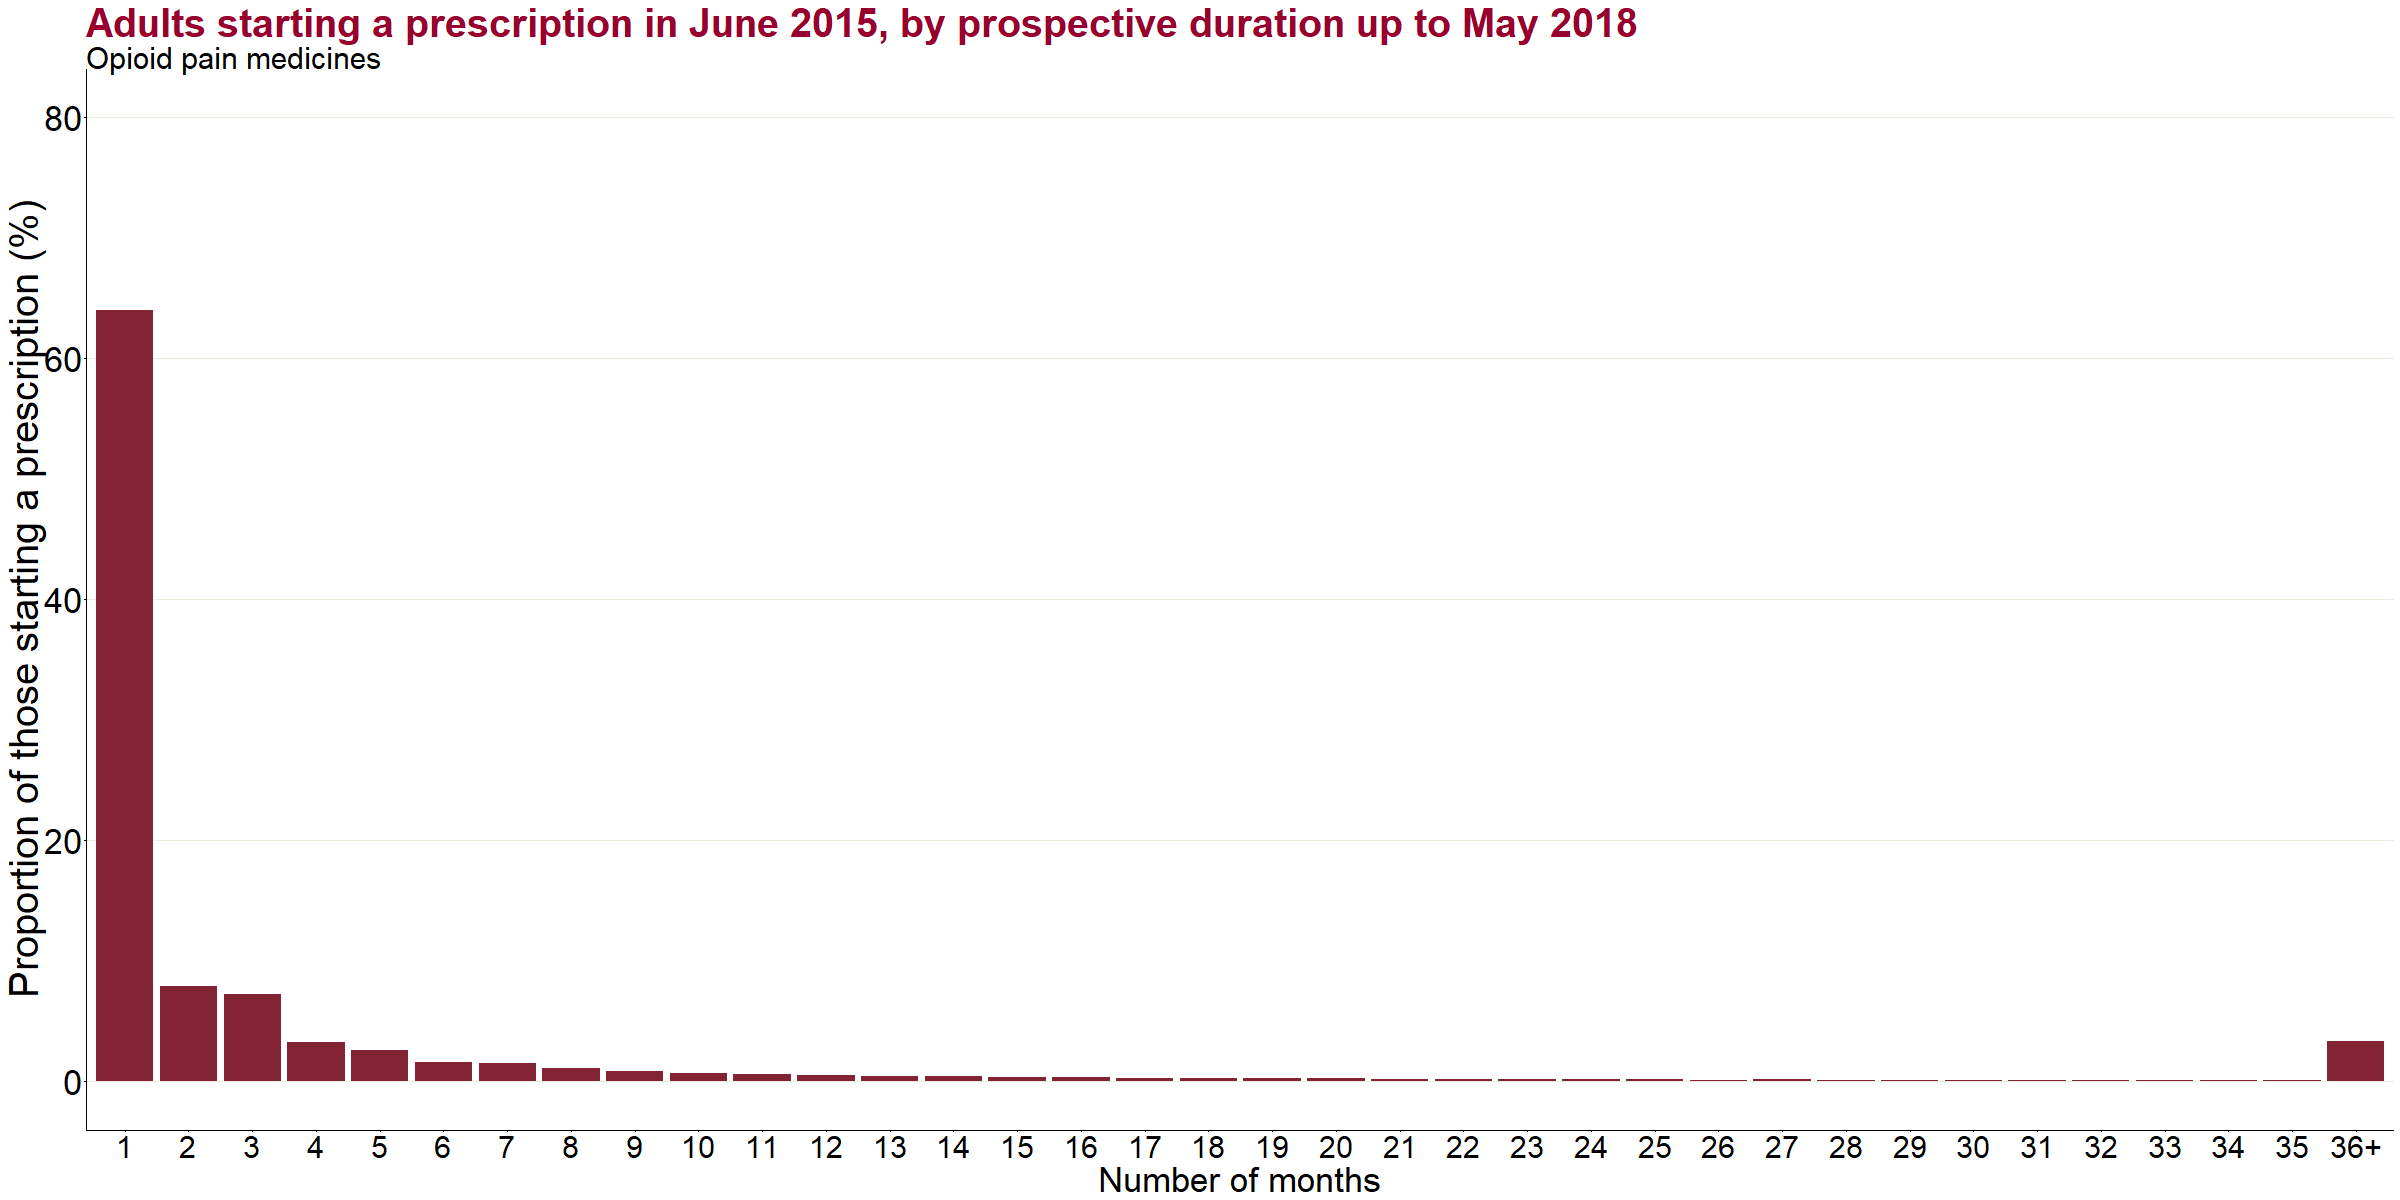 Adults starting a prescription in June 2015, by prospective duration up to May 2018
Opioid pain medicines
Proportion of those starting a prescription (%)
80
60
40
20
0
1 2 3 4 5 6 7 8 9 10 11 12 13 14 15 16 17 18 19 20 21 22 23 24 25 26 27 28 29 30 31 32 33 34 35 36+
Number of months